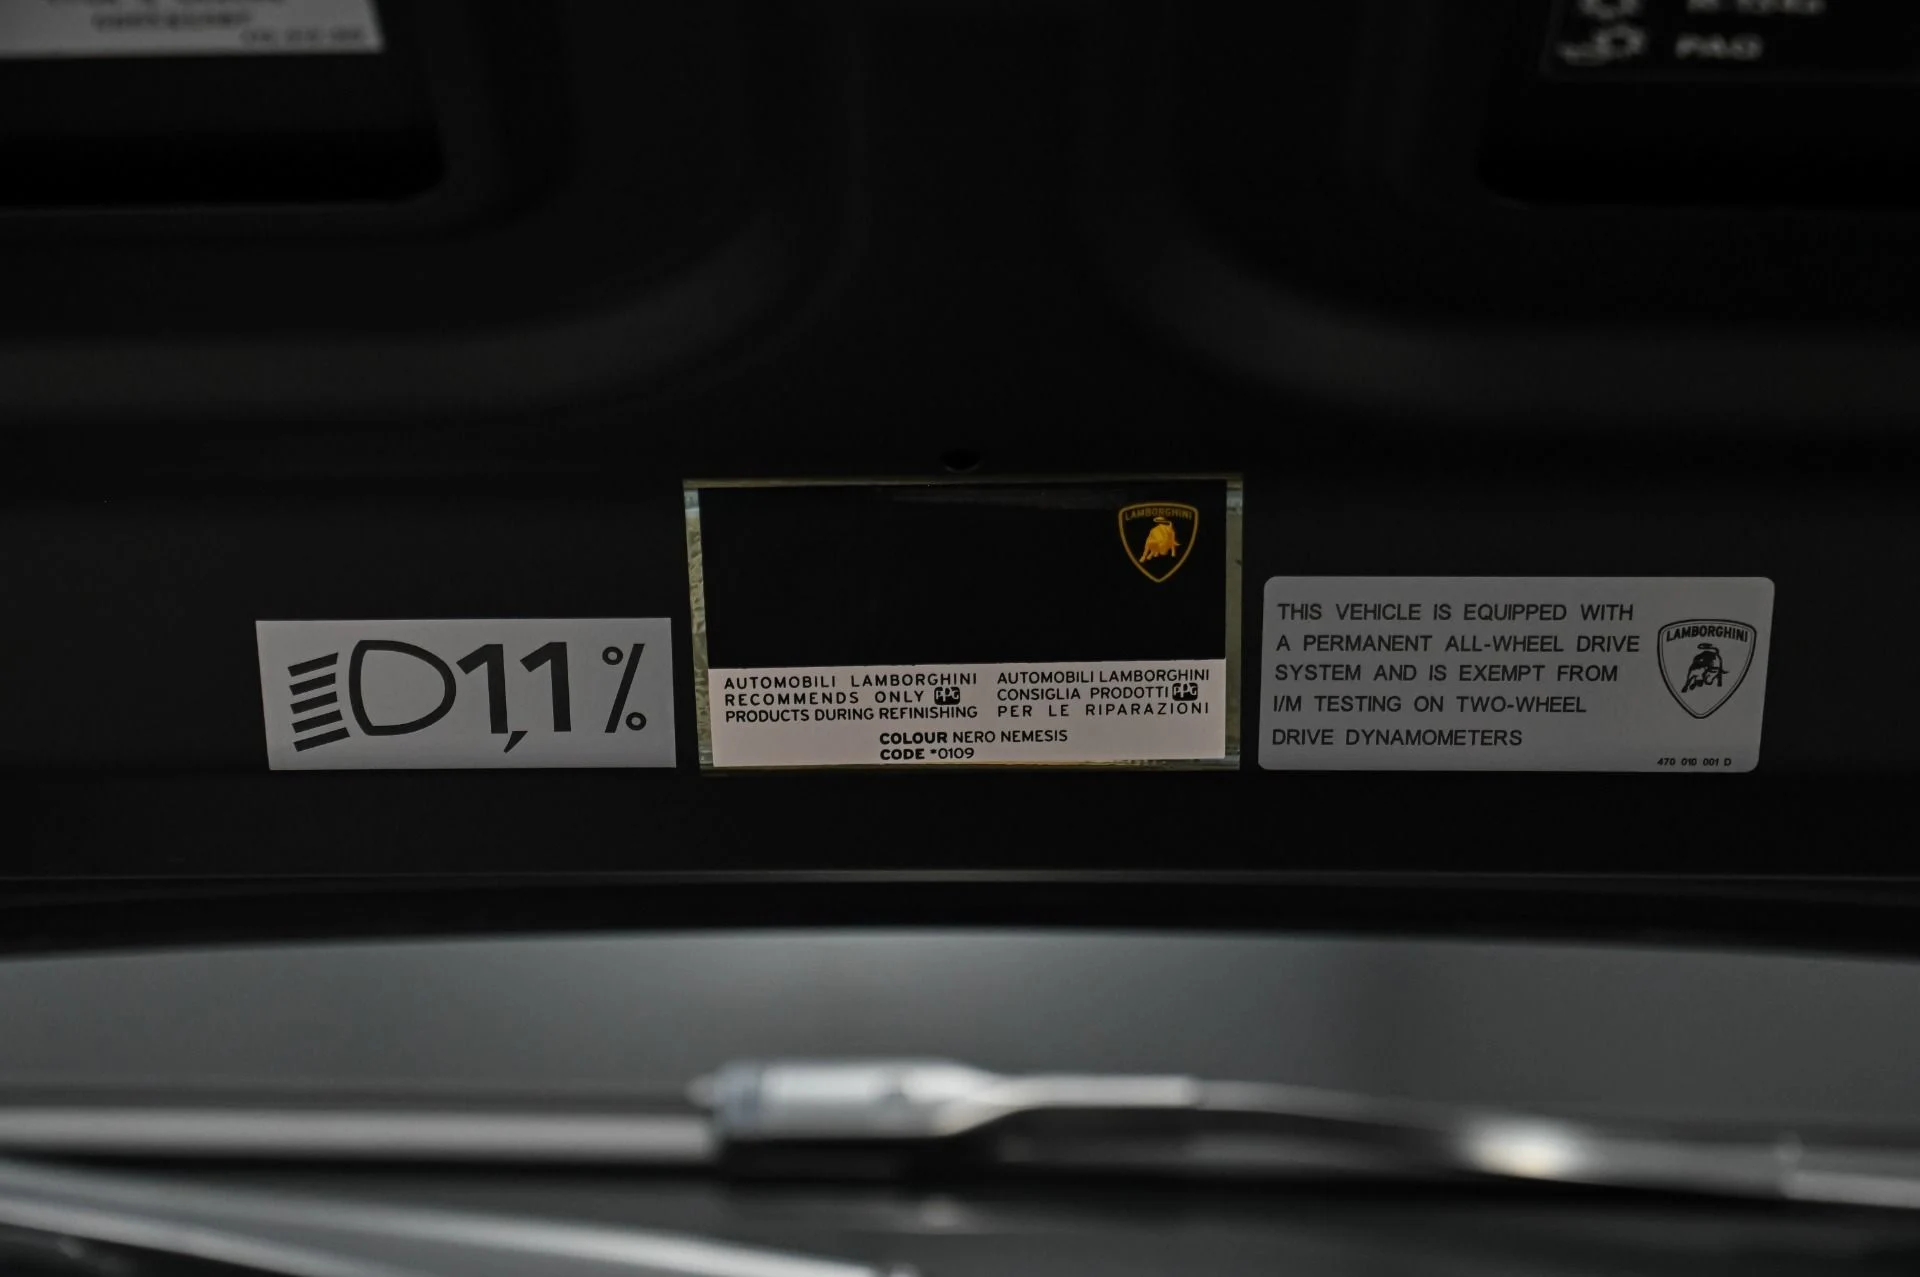 PAG
LAMBORGHINI
1,1 %
AUTOMOBILI LAMBORGHINI
RECOMMENDS ONLY PPG
PRODUCTS DURING REFINISHING
AUTOMOBILI LAMBORGHINI
CONSIGLIA PRODOTTI PPG
PER LE RIPARAZIONI
COLOUR NERO NEMESIS
CODE *0109
THIS VEHICLE IS EQUIPPED WITH
A PERMANENT ALL-WHEEL DRIVE
SYSTEM AND IS EXEMPT FROM
I/M TESTING ON TWO-WHEEL
DRIVE DYNAMOMETERS
LAMBORGHINI
470 010 001 D